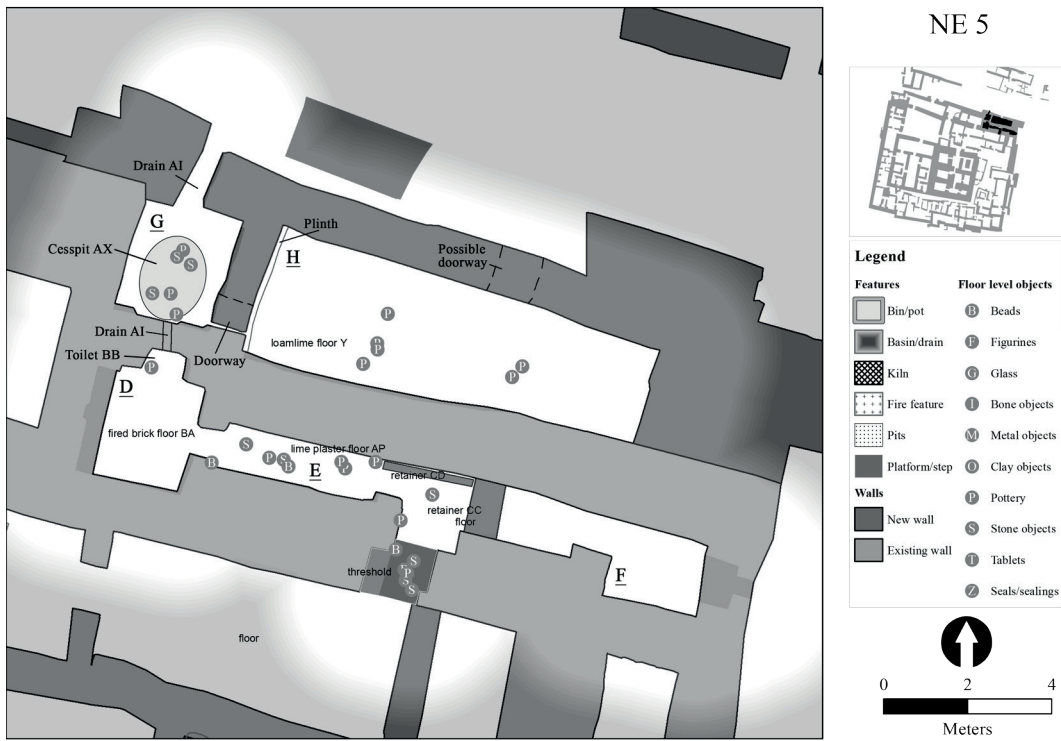 NE 5
Drain AI
G
Plinth
H
Cesspit AX
Possible
doorway
P
S
S
S
P
P
P
Drain AI
loamlime floor Y
P
P
P
Toilet BB
Doorway
P
P
P
D
fired brick floor BA
S
lime plaster floor AP
P
S
B
B
E
P
P
retainer CD
S
retainer CC
floor
P
B
threshold
S
P
S
F
floor
Legend
Features
Bin/pot
Basin/drain
Kiln
Fire feature
Pits
Platform/step
Walls
New wall
Existing wall
Floor level objects
B Beads
F Figurines
G Glass
I Bone objects
M Metal objects
O Clay objects
P Pottery
S Stone objects
T Tablets
Z Seals/sealings
0 2 4
Meters